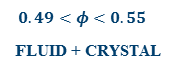 0.49 < ϕ < 0.55
FLUID + CRYSTAL